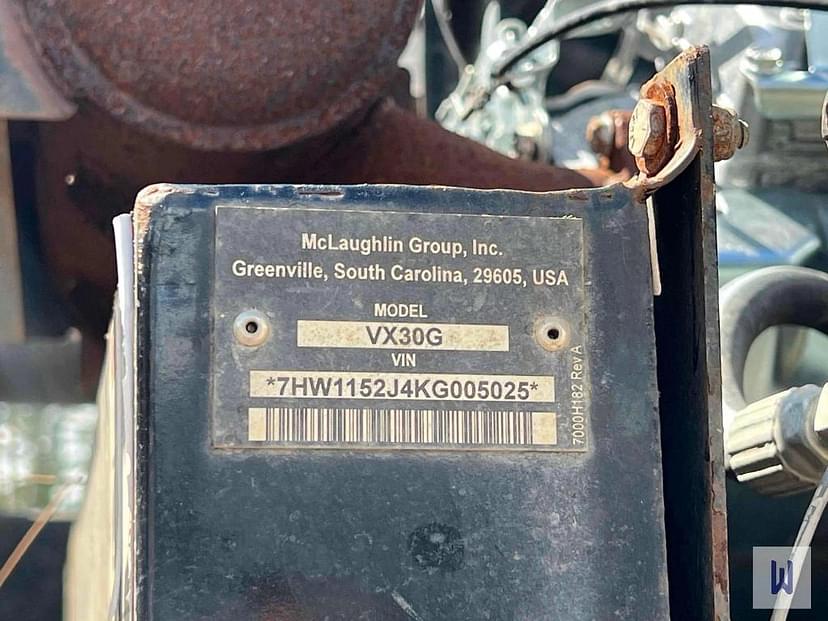 McLaughlin Group, Inc.
Greenville, South Carolina, 29605, USA
MODEL
VX30G
VIN
*7HW1152J4KG005025*
7000H182 Rev A
W